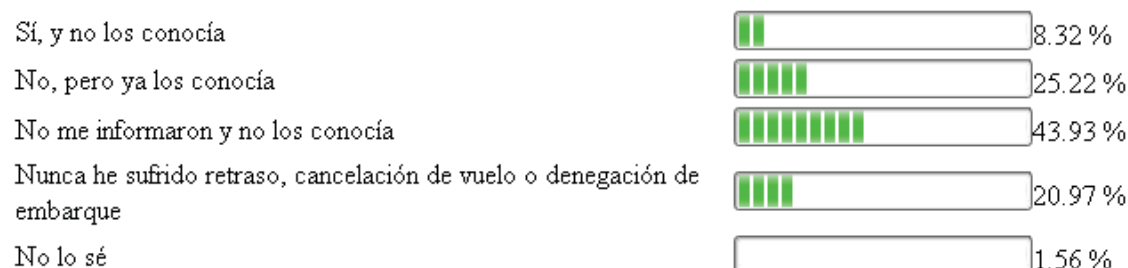 Sí, y no los conocía 8.32 %
No, pero ya los conocía 25.22 %
No me informaron y no los conocía 43.93 %
Nunca he sufrido retraso, cancelación de vuelo o denegación de
embarque 20.97 %
No lo sé 1.56 %